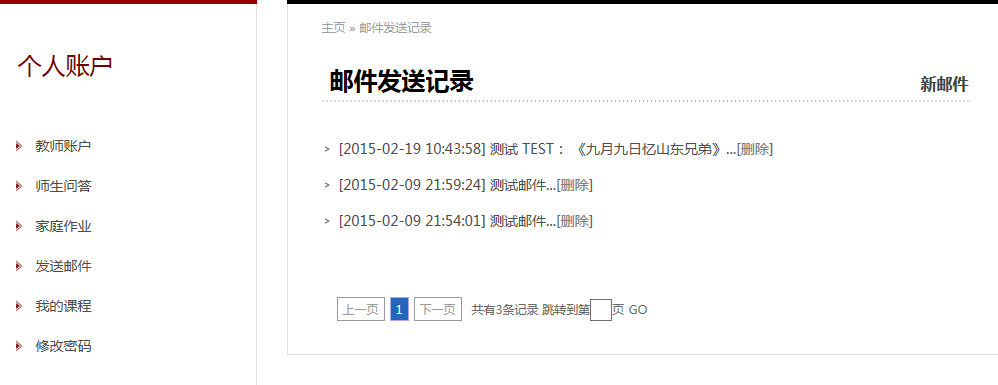 个人账户
教师账户
师生问答
家庭作业
发送邮件
我的课程
修改密码
主页 » 邮件发送记录
邮件发送记录 新邮件
> [2015-02-19 10:43:58] 测试 TEST： 《九月九日忆山东兄弟》...[删除]
> [2015-02-09 21:59:24] 测试邮件...[删除]
> [2015-02-09 21:54:01] 测试邮件...[删除]
上一页 1 下一页 共有3条记录 跳转到第 页 GO